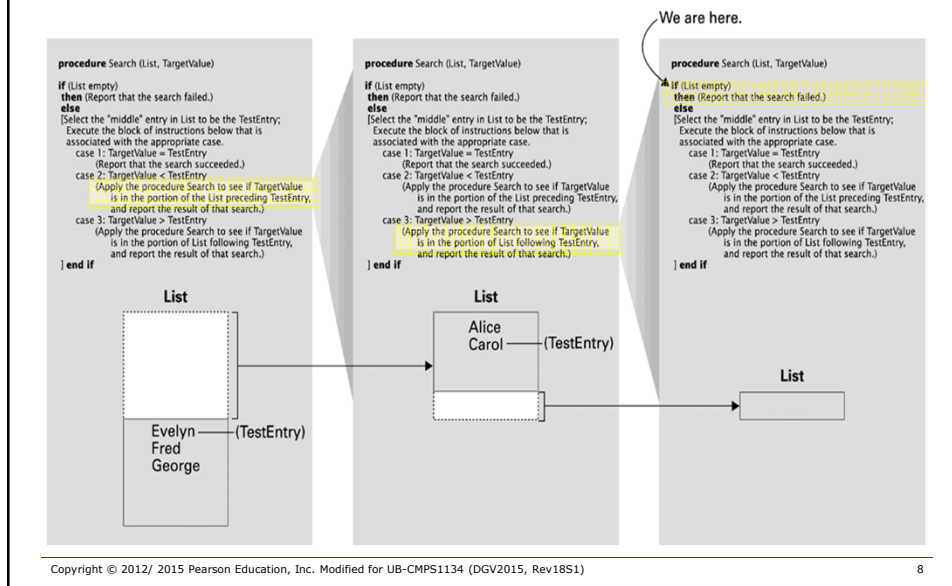 We are here.
procedure Search (List, TargetValue)
if (List empty)
then (Report that the search failed.)
else
[Select the "middle" entry in List to be the TestEntry;
Execute the block of instructions below that is
associated with the appropriate case.
case 1: TargetValue = TestEntry
(Report that the search succeeded.)
case 2: TargetValue < TestEntry
(Apply the procedure Search to see if TargetValue
is in the portion of the List preceding TestEntry,
and report the result of that search.)
case 3: TargetValue > TestEntry
(Apply the procedure Search to see if TargetValue
is in the portion of List following TestEntry,
and report the result of that search.)
] end if
List
Evelyn (TestEntry)
Fred
George
procedure Search (List, TargetValue)
if (List empty)
then (Report that the search failed.)
else
[Select the "middle" entry in List to be the TestEntry;
Execute the block of instructions below that is
associated with the appropriate case.
case 1: TargetValue = TestEntry
(Report that the search succeeded.)
case 2: TargetValue < TestEntry
(Apply the procedure Search to see if TargetValue
is in the portion of the List preceding TestEntry,
and report the result of that search.)
case 3: TargetValue > TestEntry
(Apply the procedure Search to see if TargetValue
is in the portion of List following TestEntry,
and report the result of that search.)
] end if
List
Alice
Carol (TestEntry)
procedure Search (List, TargetValue)
if (List empty)
then (Report that the search failed.)
else
[Select the "middle" entry in List to be the TestEntry;
Execute the block of instructions below that is
associated with the appropriate case.
case 1: TargetValue = TestEntry
(Report that the search succeeded.)
case 2: TargetValue < TestEntry
(Apply the procedure Search to see if TargetValue
is in the portion of the List preceding TestEntry,
and report the result of that search.)
case 3: TargetValue > TestEntry
(Apply the procedure Search to see if TargetValue
is in the portion of List following TestEntry,
and report the result of that search.)
] end if
List
Copyright © 2012/ 2015 Pearson Education, Inc. Modified for UB-CMPS1134 (DGV2015, Rev18S1) 8